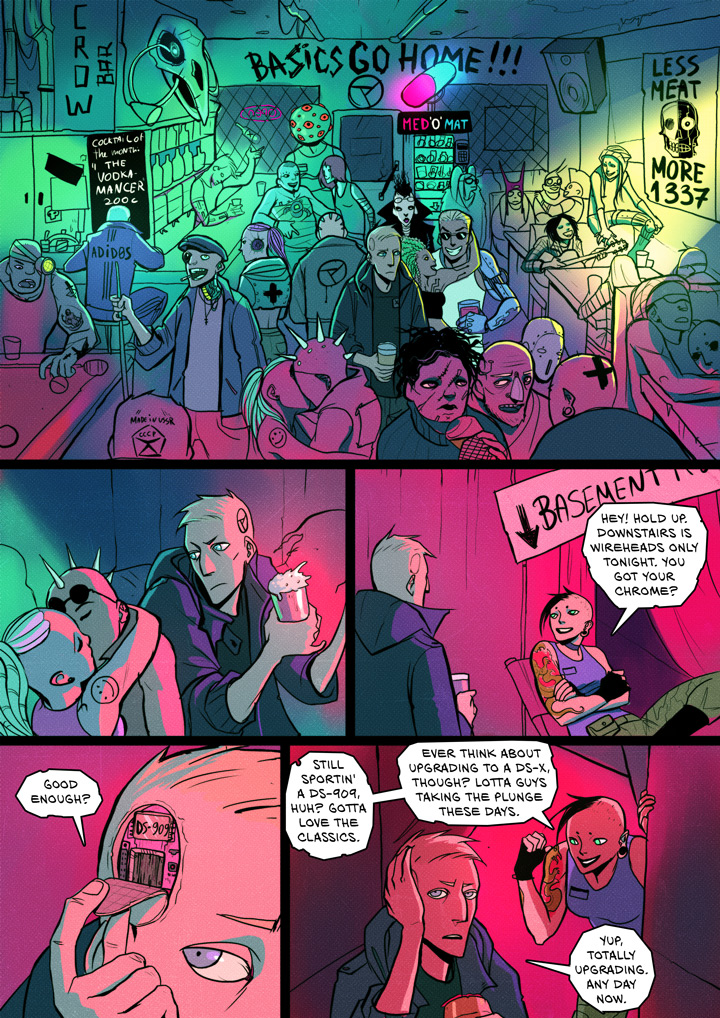 CROW
BAR
BASICS GO HOME!!!
LESS
MEAT
MORE
1337
MED'O'MAT
COCKTAIL of
the month:
"THE
VODKA-
MANCER"
200c
ADIDAS
MADE IN USSR
CCCP
BASEMENT
HEY! HOLD UP.
DOWNSTAIRS IS
WIREHEADS ONLY
TONIGHT. YOU
GOT YOUR
CHROME?
GOOD
ENOUGH?
DS-909
STILL
SPORTIN'
A DS-909,
HUH? GOTTA
LOVE THE
CLASSICS.
EVER THINK ABOUT
UPGRADING TO A DS-X,
THOUGH? LOTTA GUYS
TAKING THE PLUNGE
THESE DAYS.
YUP,
TOTALLY
UPGRADING.
ANY DAY
NOW.